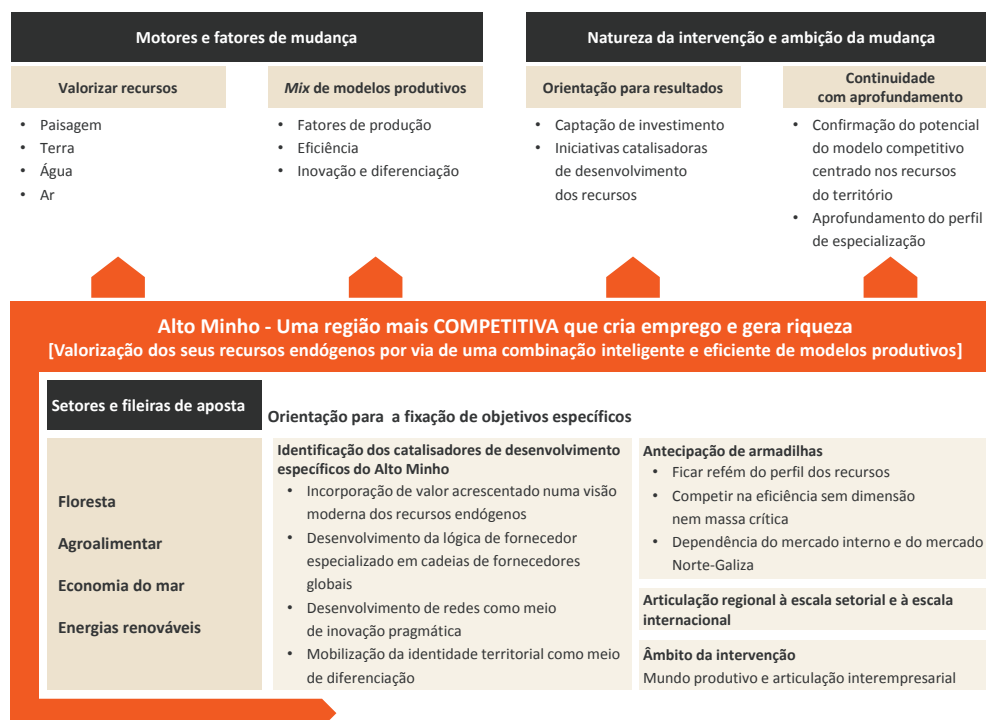 Motores e fatores de mudança
Natureza da intervenção e ambição da mudança
Valorizar recursos
• Paisagem
• Terra
• Água
• Ar
Mix de modelos produtivos
• Fatores de produção
• Eficiência
• Inovação e diferenciação
Orientação para resultados
• Captação de investimento
• Iniciativas catalisadoras
de desenvolvimento
dos recursos
Continuidade
com aprofundamento
• Confirmação do potencial
do modelo competitivo
centrado nos recursos
do território
• Aprofundamento do perfil
de especialização
Alto Minho - Uma região mais COMPETITIVA que cria emprego e gera riqueza
[Valorização dos seus recursos endógenos por via de uma combinação inteligente e eficiente de modelos produtivos]
Setores e fileiras de aposta
Floresta
Agroalimentar
Economia do mar
Energias renováveis
Orientação para a fixação de objetivos específicos
Identificação dos catalisadores de desenvolvimento
específicos do Alto Minho
• Incorporação de valor acrescentado numa visão
moderna dos recursos endógenos
• Desenvolvimento da lógica de fornecedor
especializado em cadeias de fornecedores
globais
• Desenvolvimento de redes como meio
de inovação pragmática
• Mobilização da identidade territorial como meio
de diferenciação
Antecipação de armadilhas
• Ficar refém do perfil dos recursos
• Competir na eficiência sem dimensão
nem massa crítica
• Dependência do mercado interno e do mercado
Norte-Galiza
Articulação regional à escala setorial e à escala
internacional
Âmbito da intervenção
Mundo produtivo e articulação interempresarial